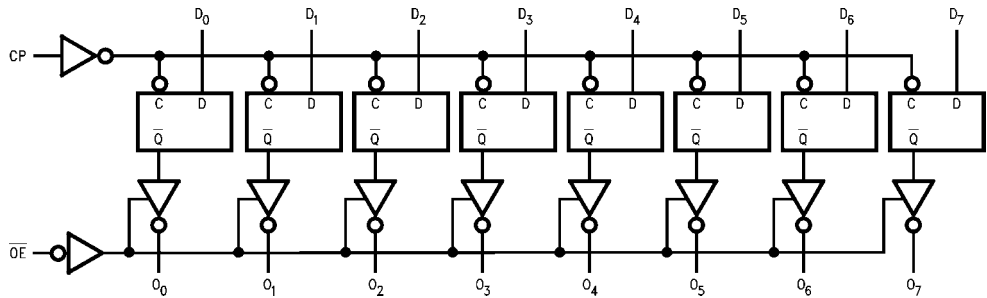 D₀ D₁ D₂ D₃ D₄ D₅ D₆ D₇
CP
C D C D C D C D C D C D C D C D
Q̅ Q̅ Q̅ Q̅ Q̅ Q̅ Q̅ Q̅
O̅E̅
O₀ O₁ O₂ O₃ O₄ O₅ O₆ O₇